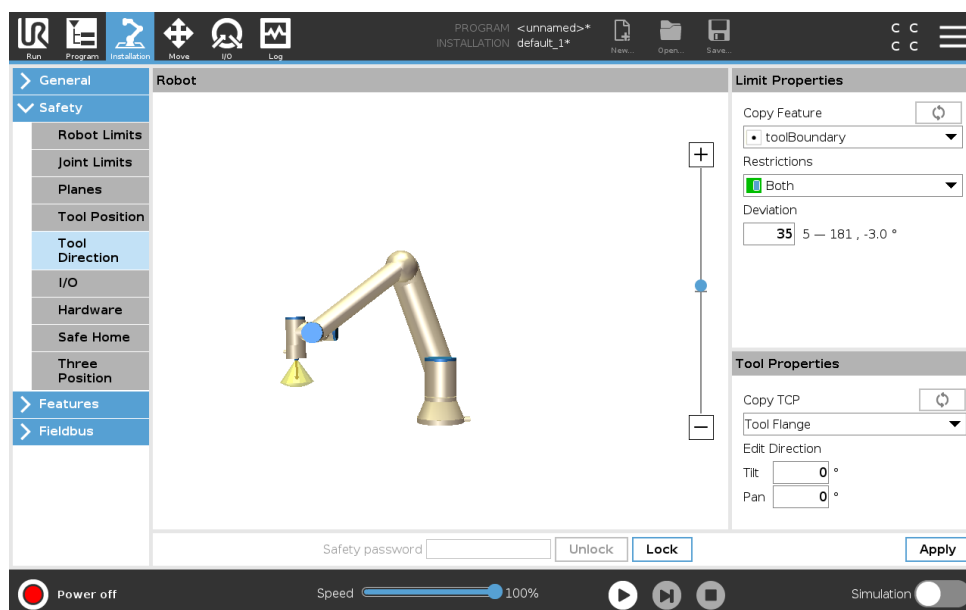 PROGRAM <unnamed>*
INSTALLATION default_1*
UR
Run
Program
Installation
Move
I/O
Log
New...
Open...
Save...
C C
C C
General
Safety
Robot Limits
Joint Limits
Planes
Tool Position
Tool
Direction
I/O
Hardware
Safe Home
Three
Position
Features
Fieldbus
Robot
+
−
Limit Properties
Copy Feature
toolBoundary
Restrictions
Both
Deviation
35 5 — 181 , -3.0 °
Tool Properties
Copy TCP
Tool Flange
Edit Direction
Tilt 0 °
Pan 0 °
Safety password
Unlock
Lock
Apply
Power off
Speed
100%
Simulation